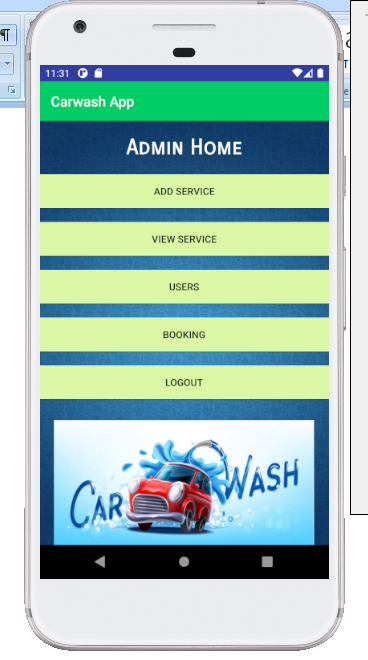 11:31
Carwash App
Admin Home
ADD SERVICE
VIEW SERVICE
USERS
BOOKING
LOGOUT
CAR WASH